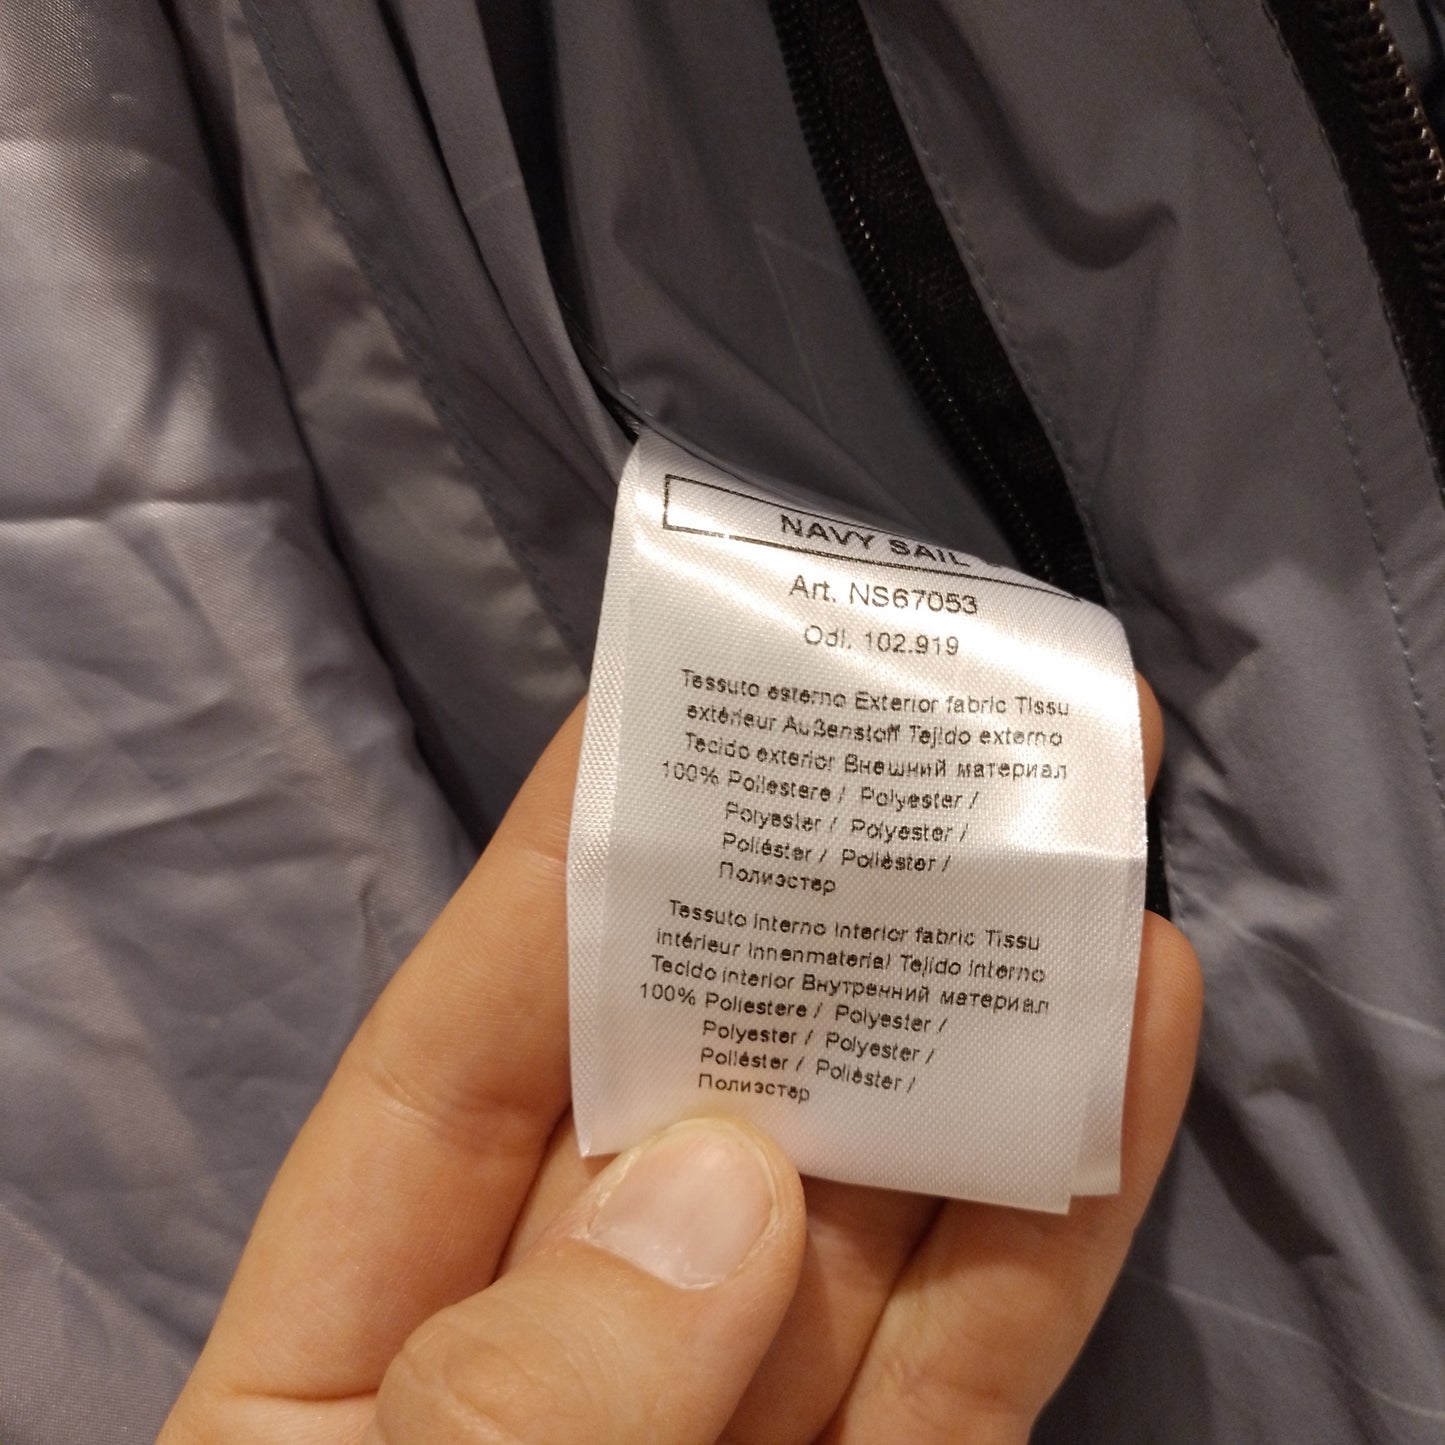 NAVY SAIL
Art. NS67053
Odl. 102.919
Tessuto esterno Exterior fabric Tissu
extérieur Außenstoff Tejido externo
Tecido exterior Внешний материал
100% Poliestere / Polyester /
Polyester / Polyester /
Poliéster / Poliéster /
Полиэстер
Tessuto interno Interior fabric Tissu
intérieur Innenmaterial Tejido interno
Tecido interior Внутренний материал
100% Poliestere / Polyester /
Polyester / Polyester /
Poliéster / Poliéster /
Полиэстер